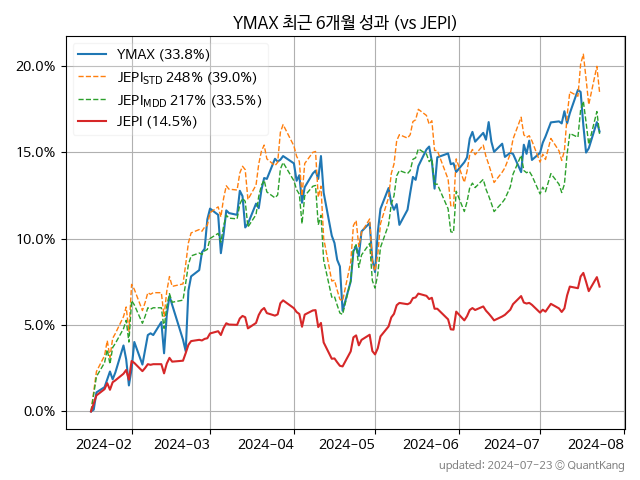 YMAX 최근 6개월 성과 (vs JEPI)
YMAX (33.8%)
JEPI_STD 248% (39.0%)
JEPI_MDD 217% (33.5%)
JEPI (14.5%)
20.0%
15.0%
10.0%
5.0%
0.0%
2024-02 2024-03 2024-04 2024-05 2024-06 2024-07 2024-08
updated: 2024-07-23 © QuantKang